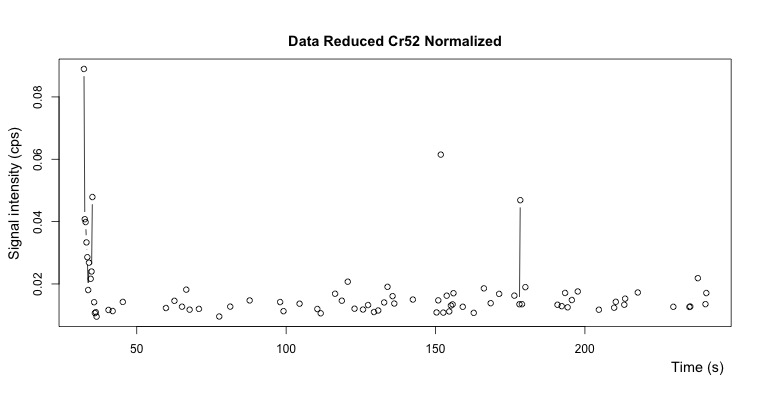 Data Reduced Cr52 Normalized
Signal intensity (cps)
0.08
0.06
0.04
0.02
50 100 150 200
Time (s)